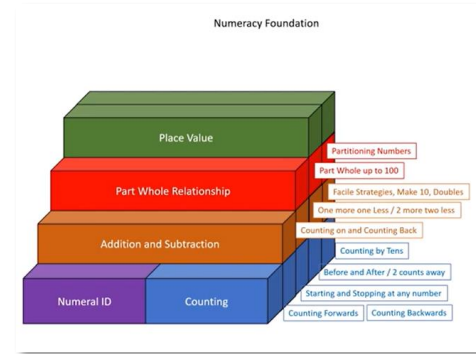 Numeracy Foundation
Place Value
Partitioning Numbers
Part Whole up to 100
Part Whole Relationship
Facile Strategies, Make 10, Doubles
One more one Less / 2 more two less
Addition and Subtraction
Counting on and Counting Back
Counting by Tens
Before and After / 2 counts away
Numeral ID
Counting
Starting and Stopping at any number
Counting Forwards
Counting Backwards